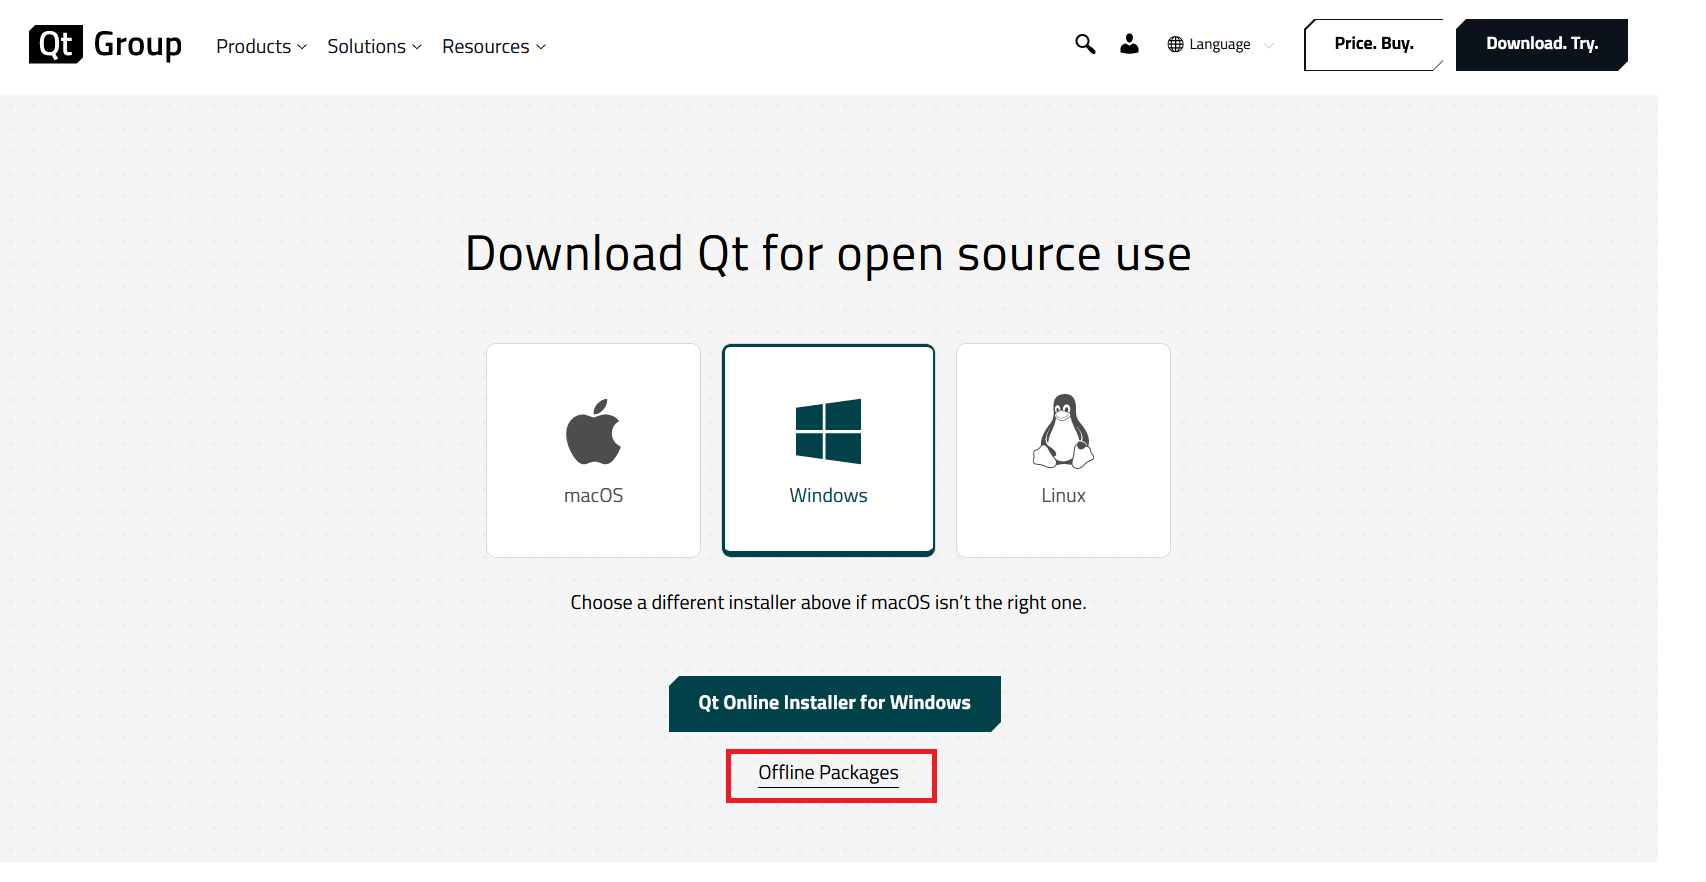 Qt Group Products Solutions Resources Language Price. Buy. Download. Try.
Download Qt for open source use
macOS Windows Linux
Choose a different installer above if macOS isn’t the right one.
Qt Online Installer for Windows
Offline Packages